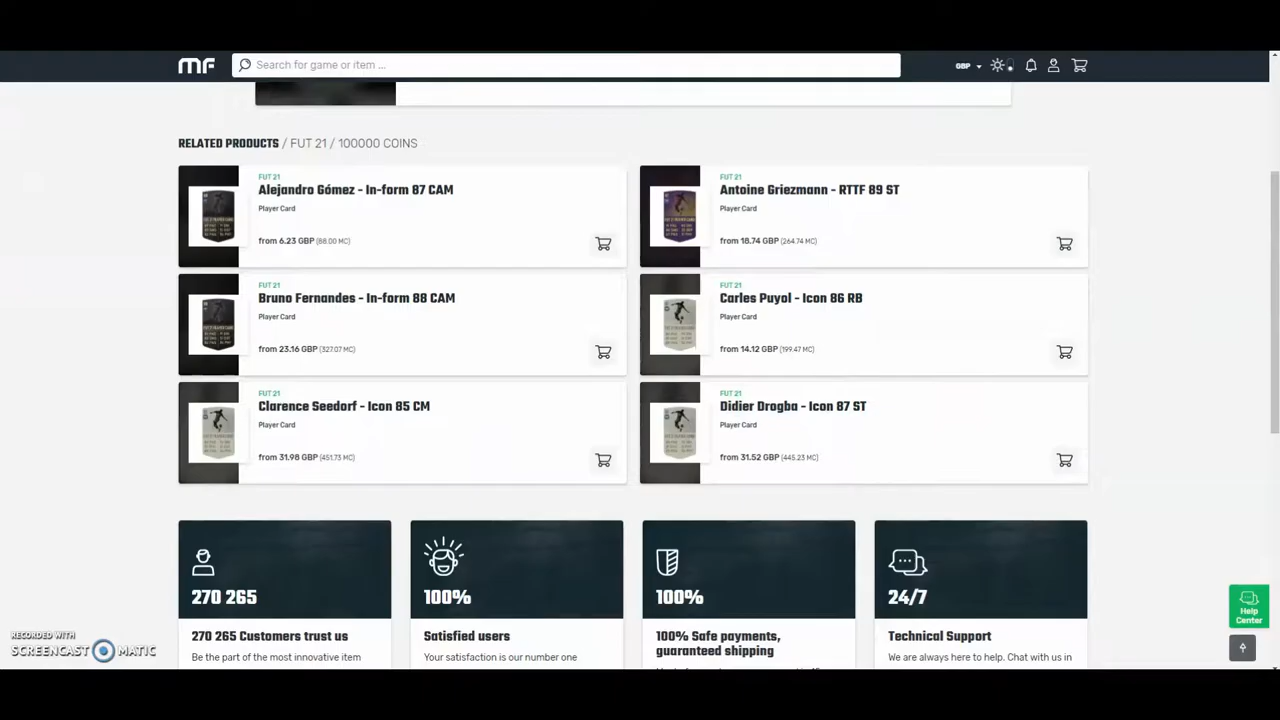 MF
Search for game or item ...
GBP
RELATED PRODUCTS / FUT 21 / 100000 COINS
FUT 21
Alejandro Gómez - In-form 87 CAM
Player Card
from 6.23 GBP (88.00 MC)
FUT 21
Antoine Griezmann - RTTF 89 ST
Player Card
from 18.74 GBP (264.74 MC)
FUT 21
Bruno Fernandes - In-form 88 CAM
Player Card
from 23.16 GBP (327.07 MC)
FUT 21
Carles Puyol - Icon 86 RB
Player Card
from 14.12 GBP (199.47 MC)
FUT 21
Clarence Seedorf - Icon 85 CM
Player Card
from 31.98 GBP (451.73 MC)
FUT 21
Didier Drogba - Icon 87 ST
Player Card
from 31.52 GBP (445.23 MC)
270 265
270 265 Customers trust us
Be the part of the most innovative item
100%
Satisfied users
Your satisfaction is our number one
100%
100% Safe payments,
guaranteed shipping
24/7
Technical Support
We are always here to help. Chat with us in
Help
Center
RECORDED WITH
SCREENCAST MATIC